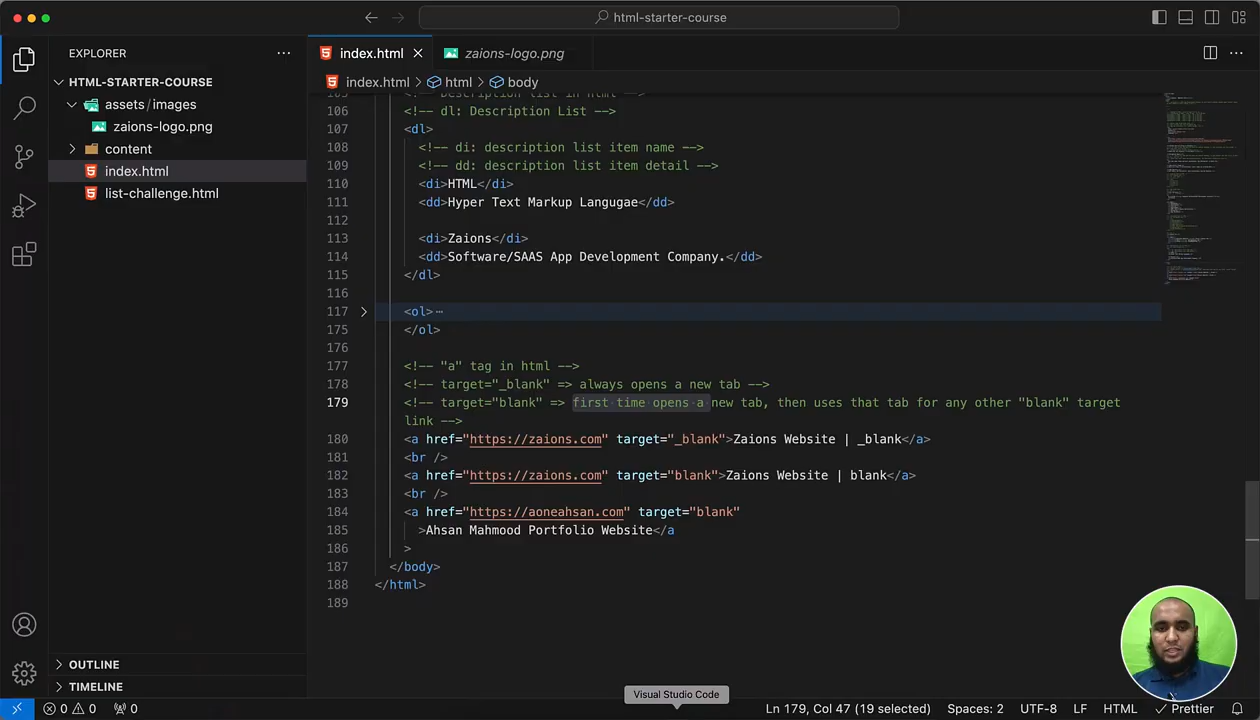 html-starter-course
EXPLORER
index.html
zaions-logo.png
HTML-STARTER-COURSE
index.html
html
body
assets/images
zaions-logo.png
content
index.html
list-challenge.html
105 <!-- Description list in html -->
106 <!-- dl: Description List -->
107 <dl>
108 <!-- di: description list item name -->
109 <!-- dd: description list item detail -->
110 <di>HTML</di>
111 <dd>Hyper Text Markup Langugae</dd>
112
113 <di>Zaions</di>
114 <dd>Software/SAAS App Development Company.</dd>
115 </dl>
116
117 <ol>⋯
175 </ol>
176
177 <!-- "a" tag in html -->
178 <!-- target="_blank" => always opens a new tab -->
179 <!-- target="blank" => first·time·opens·a·new tab, then uses that tab for any other "blank" target
link -->
180 <a href="https://zaions.com" target="_blank">Zaions Website | _blank</a>
181 <br />
182 <a href="https://zaions.com" target="blank">Zaions Website | blank</a>
183 <br />
184 <a href="https://aoneahsan.com" target="blank"
185 >Ahsan Mahmood Portfolio Website</a
186 >
187 </body>
188 </html>
189
OUTLINE
TIMELINE
Visual Studio Code
0 0 0
Ln 179, Col 47 (19 selected)
Spaces: 2
UTF-8
LF
HTML
Prettier